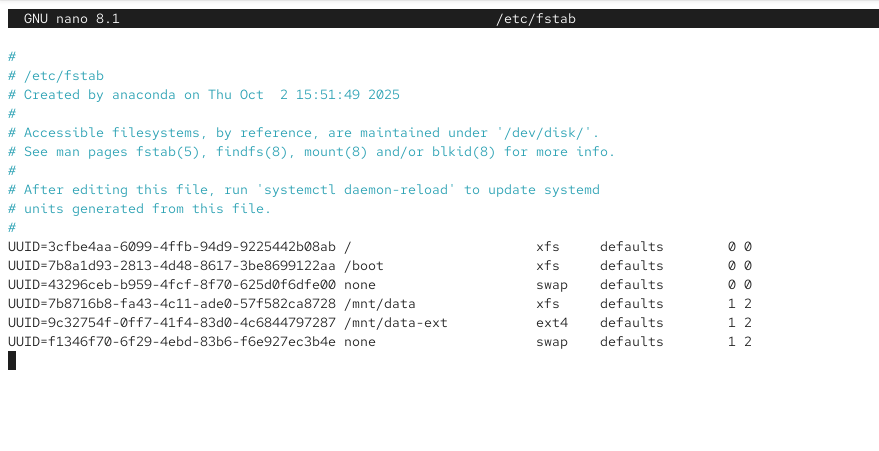 GNU nano 8.1 /etc/fstab
#
# /etc/fstab
# Created by anaconda on Thu Oct  2 15:51:49 2025
#
# Accessible filesystems, by reference, are maintained under '/dev/disk/'.
# See man pages fstab(5), findfs(8), mount(8) and/or blkid(8) for more info.
#
# After editing this file, run 'systemctl daemon-reload' to update systemd
# units generated from this file.
#
UUID=3cfbe4aa-6099-4ffb-94d9-9225442b08ab /                       xfs     defaults        0 0
UUID=7b8a1d93-2813-4d48-8617-3be8699122aa /boot                   xfs     defaults        0 0
UUID=43296ceb-b959-4fcf-8f70-625d0f6dfe00 none                    swap    defaults        0 0
UUID=7b8716b8-fa43-4c11-ade0-57f582ca8728 /mnt/data               xfs     defaults        1 2
UUID=9c32754f-0ff7-41f4-83d0-4c6844797287 /mnt/data-ext           ext4    defaults        1 2
UUID=f1346f70-6f29-4ebd-83b6-f6e927ec3b4e none                    swap    defaults        1 2